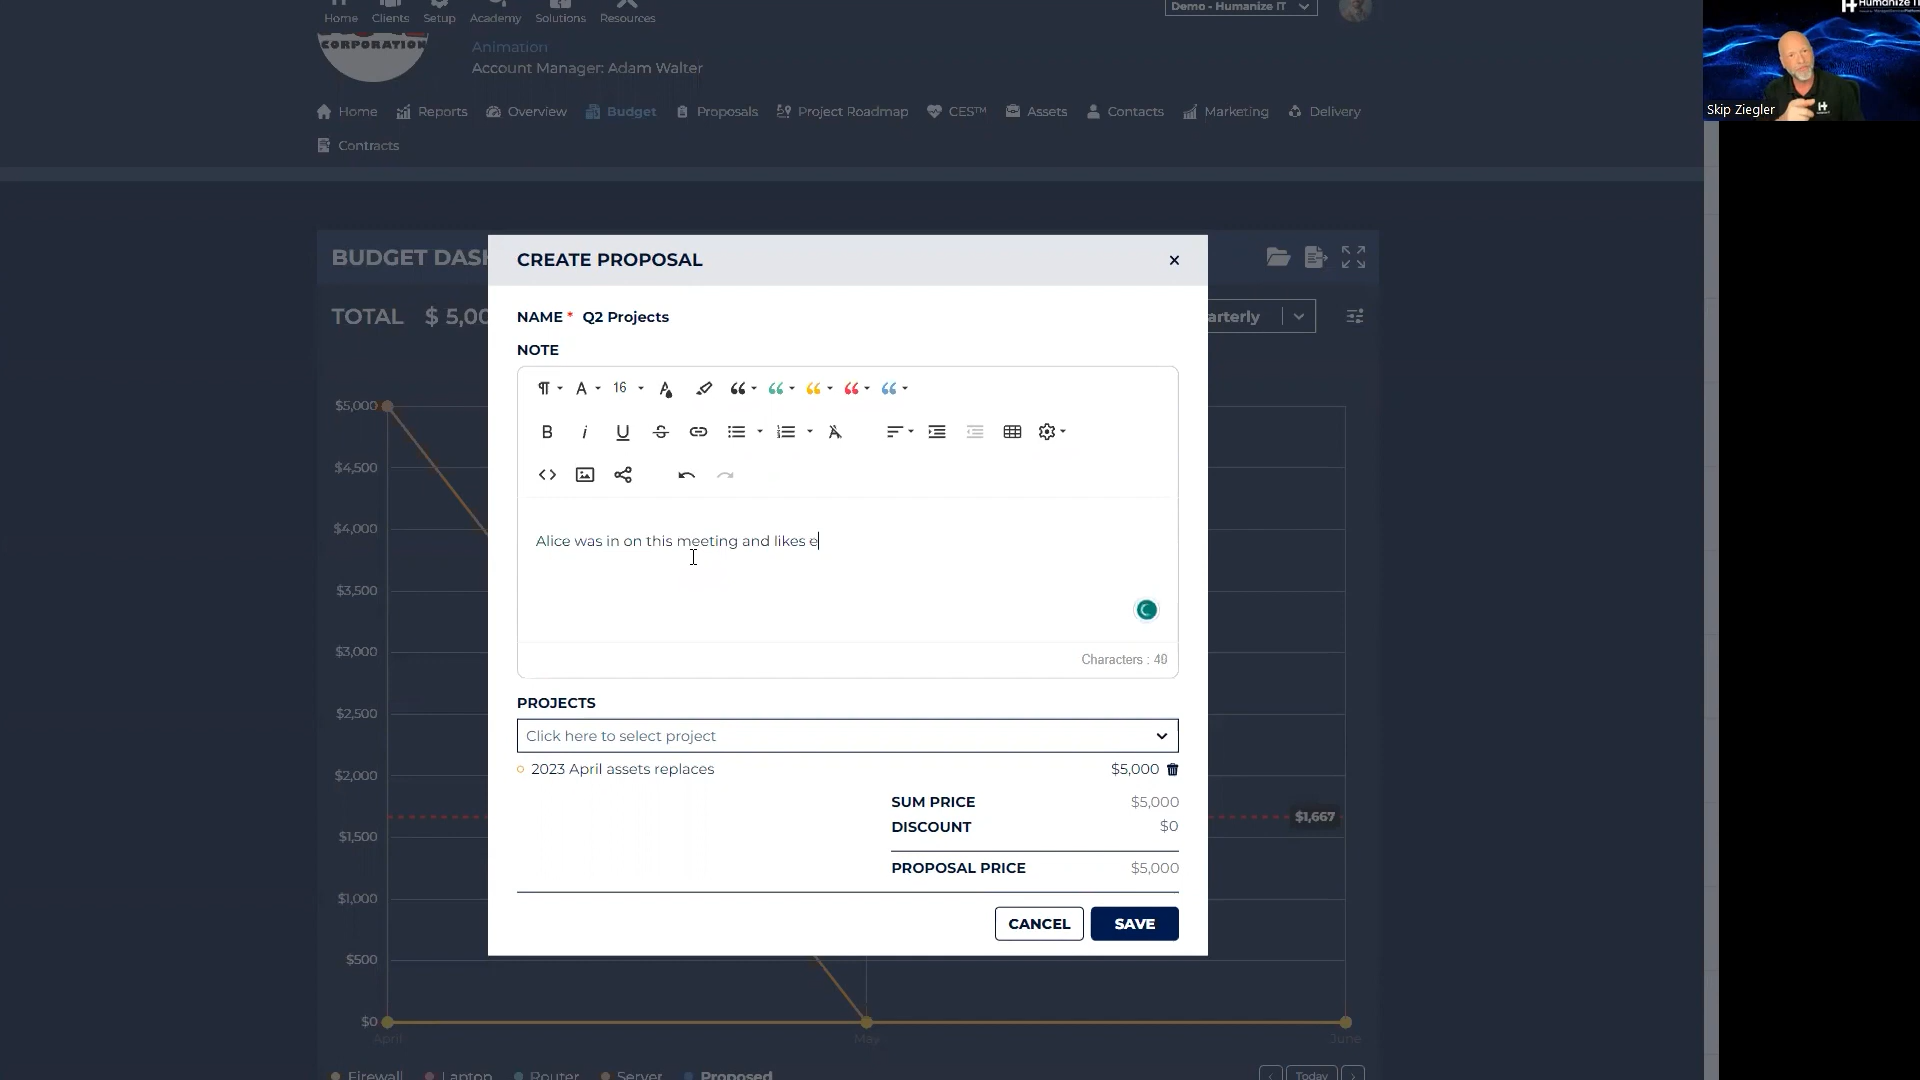 Home Clients Setup Academy Solutions Resources
Demo - Humanize IT
Humanize IT
CORPORATION
Animation
Account Manager: Adam Walter
Skip Ziegler
Home Reports Overview Budget Proposals Project Roadmap CES™ Assets Contacts Marketing Delivery
Contracts
BUDGET DASH
CREATE PROPOSAL
TOTAL $ 5,00
arterly
NAME * Q2 Projects
NOTE
16
$5,000
$4,500
$4,000
$3,500
$3,000
$2,500
$2,000
$1,500
$1,000
$500
$0
Alice was in on this meeting and likes e
Characters : 40
PROJECTS
Click here to select project
2023 April assets replaces $5,000
SUM PRICE $5,000
DISCOUNT $0
$1,667
PROPOSAL PRICE $5,000
CANCEL SAVE
April May June
Firewall Laptop Router Server Proposed
Today